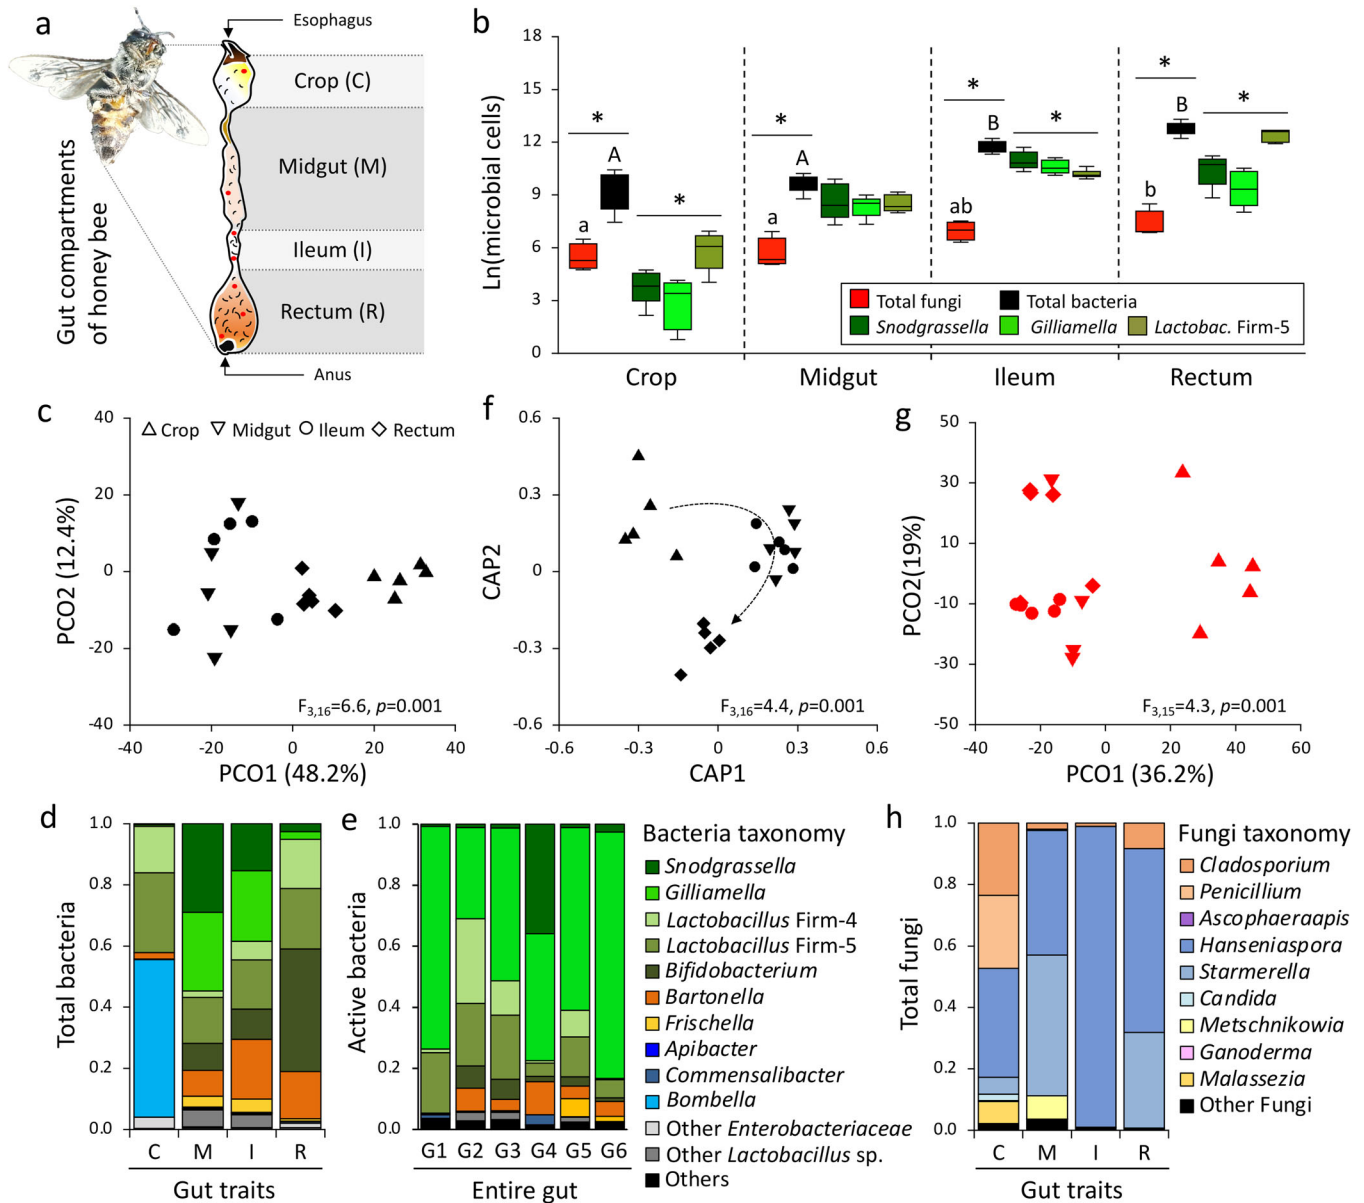 a
Esophagus
Crop (C)
Midgut (M)
Ileum (I)
Rectum (R)
Anus
Gut compartments
of honey bee
b
Ln(microbial cells)
18
15
12
9
6
3
0
*
*
*
*
*
*
*
A
a
A
a
B
ab
B
b
Total fungi
Total bacteria
Snodgrassella
Gilliamella
Lactobac. Firm-5
Crop
Midgut
Ileum
Rectum
c
Crop
Midgut
Ileum
Rectum
PCO2 (12.4%)
40
20
0
-20
-40
F3,16=6.6, p=0.001
-40
-20
0
20
40
PCO1 (48.2%)
f
CAP2
0.6
0.3
0
-0.3
-0.6
F3,16=4.4, p=0.001
-0.6
-0.3
0
0.3
0.6
CAP1
g
PCO2(19%)
50
30
10
-10
-30
-50
F3,15=4.3, p=0.001
-40
-20
0
20
40
60
PCO1 (36.2%)
d
Total bacteria
1.0
0.8
0.6
0.4
0.2
0.0
C
M
I
R
Gut traits
e
Active bacteria
1.0
0.8
0.6
0.4
0.2
0.0
G1
G2
G3
G4
G5
G6
Entire gut
Bacteria taxonomy
Snodgrassella
Gilliamella
Lactobacillus Firm-4
Lactobacillus Firm-5
Bifidobacterium
Bartonella
Frischella
Apibacter
Commensalibacter
Bombella
Other Enterobacteriaceae
Other Lactobacillus sp.
Others
h
Total fungi
1.0
0.8
0.6
0.4
0.2
0.0
C
M
I
R
Gut traits
Fungi taxonomy
Cladosporium
Penicillium
Ascophaeraapis
Hanseniaspora
Starmerella
Candida
Metschnikowia
Ganoderma
Malassezia
Other Fungi